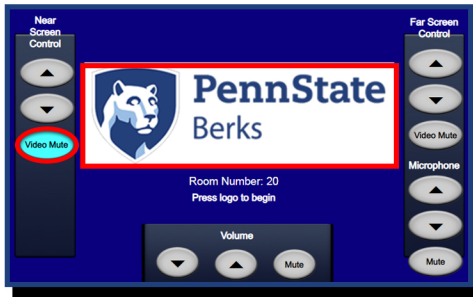 Near
Screen
Control
Video Mute
PennState
Berks
Room Number: 20
Press logo to begin
Volume
Mute
Far Screen
Control
Video Mute
Microphone
Mute